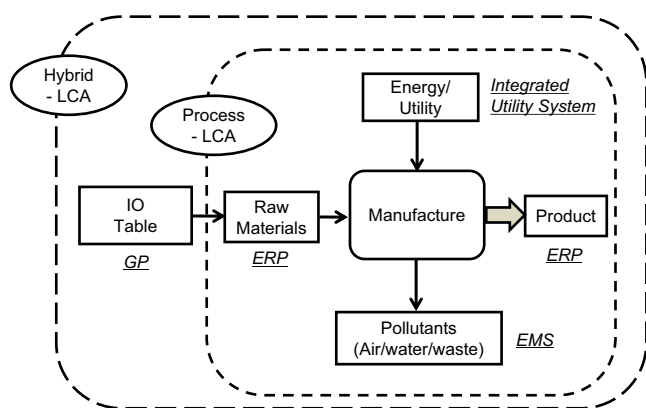 Hybrid
- LCA
Process
- LCA
Energy/
Utility
Integrated
Utility System
IO
Table
GP
Raw
Materials
ERP
Manufacture
Product
ERP
Pollutants
(Air/water/waste)
EMS